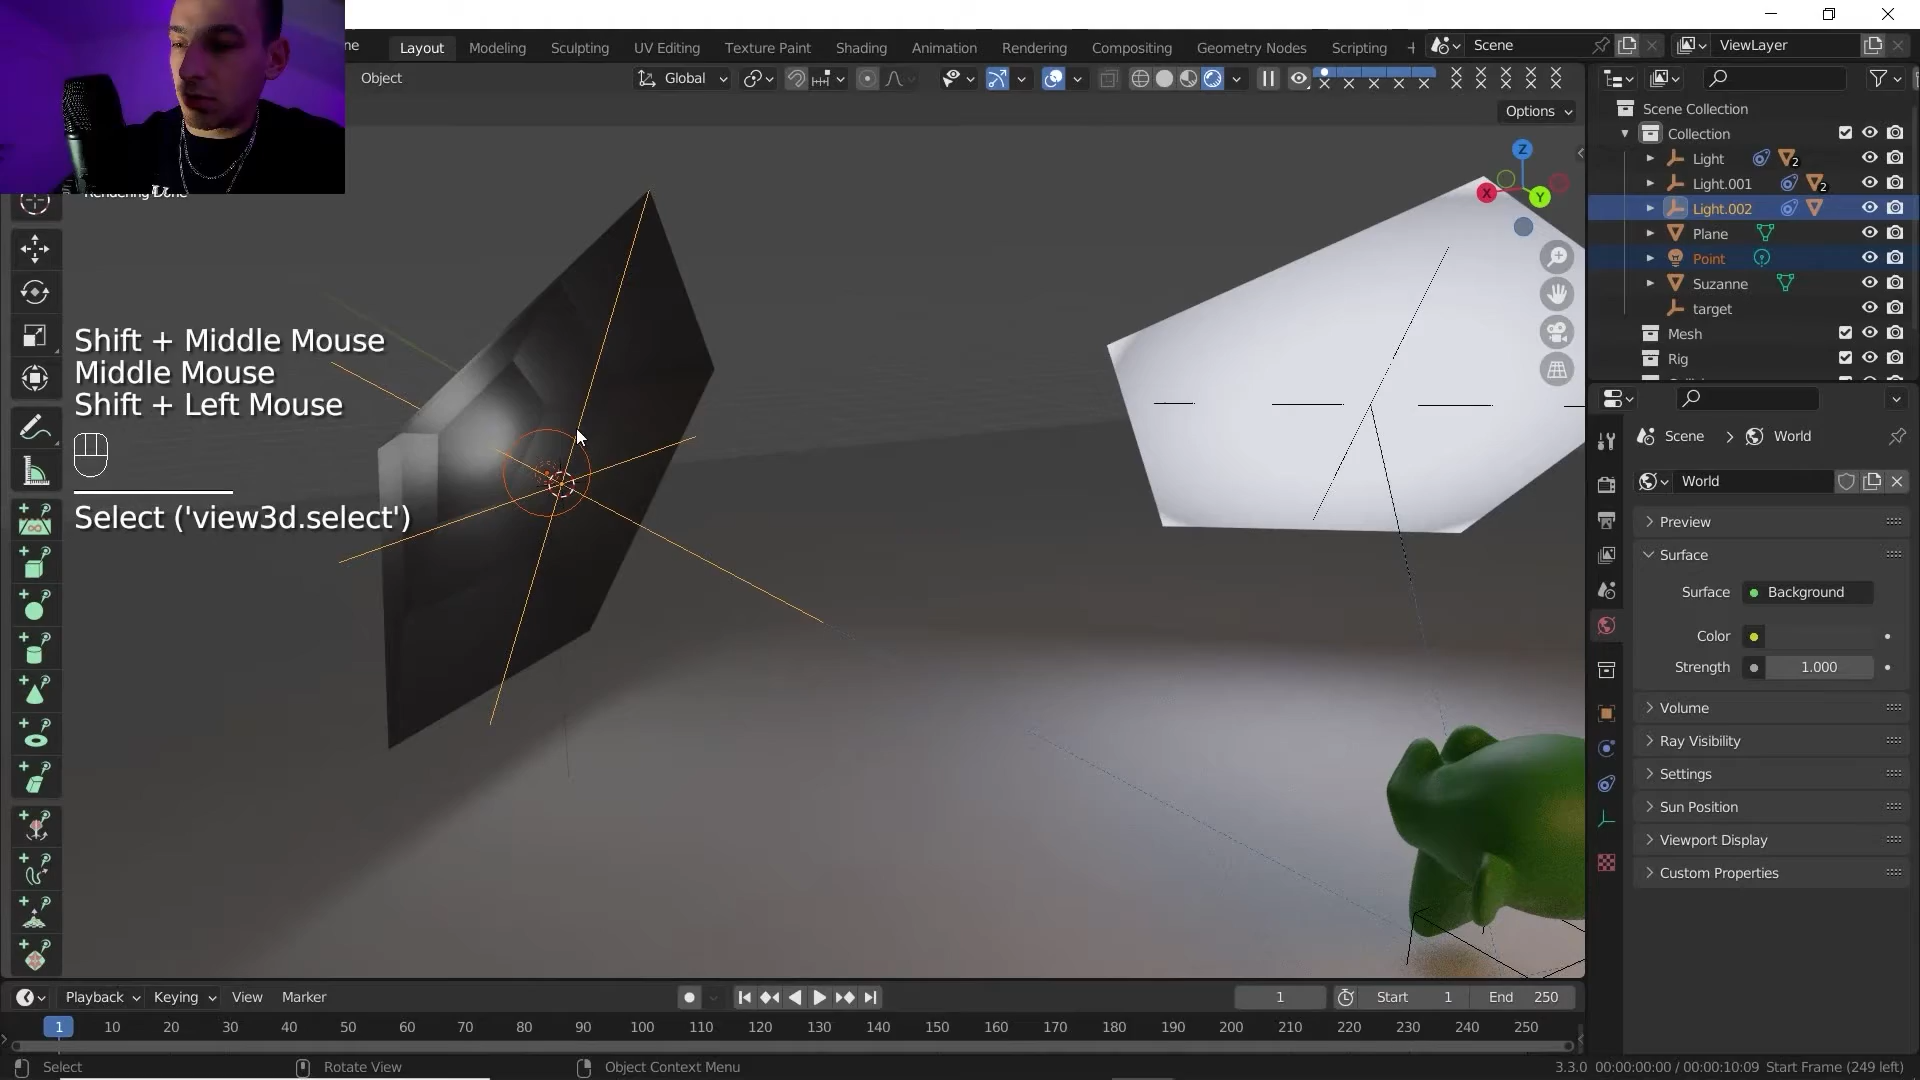 ne
Layout
Modeling
Sculpting
UV Editing
Texture Paint
Shading
Animation
Rendering
Compositing
Geometry Nodes
Scripting
Scene
ViewLayer
Object
Global
Options
Scene Collection
Collection
Light
2
Light.001
2
Light.002
Plane
Point
Suzanne
target
Mesh
Rig
Rendering Done
Z
X
Y
Shift + Middle Mouse
Middle Mouse
Shift + Left Mouse
Select ('view3d.select')
Scene > World
World
Preview
Surface
Surface
Background
Color
Strength
1.000
Volume
Ray Visibility
Settings
Sun Position
Viewport Display
Custom Properties
Playback
Keying
View
Marker
1
Start 1
End 250
1 10 20 30 40 50 60 70 80 90 100 110 120 130 140 150 160 170 180 190 200 210 220 230 240 250
Select
Rotate View
Object Context Menu
3.3.0 00:00:00:00 / 00:00:10:09 Start Frame (249 left)